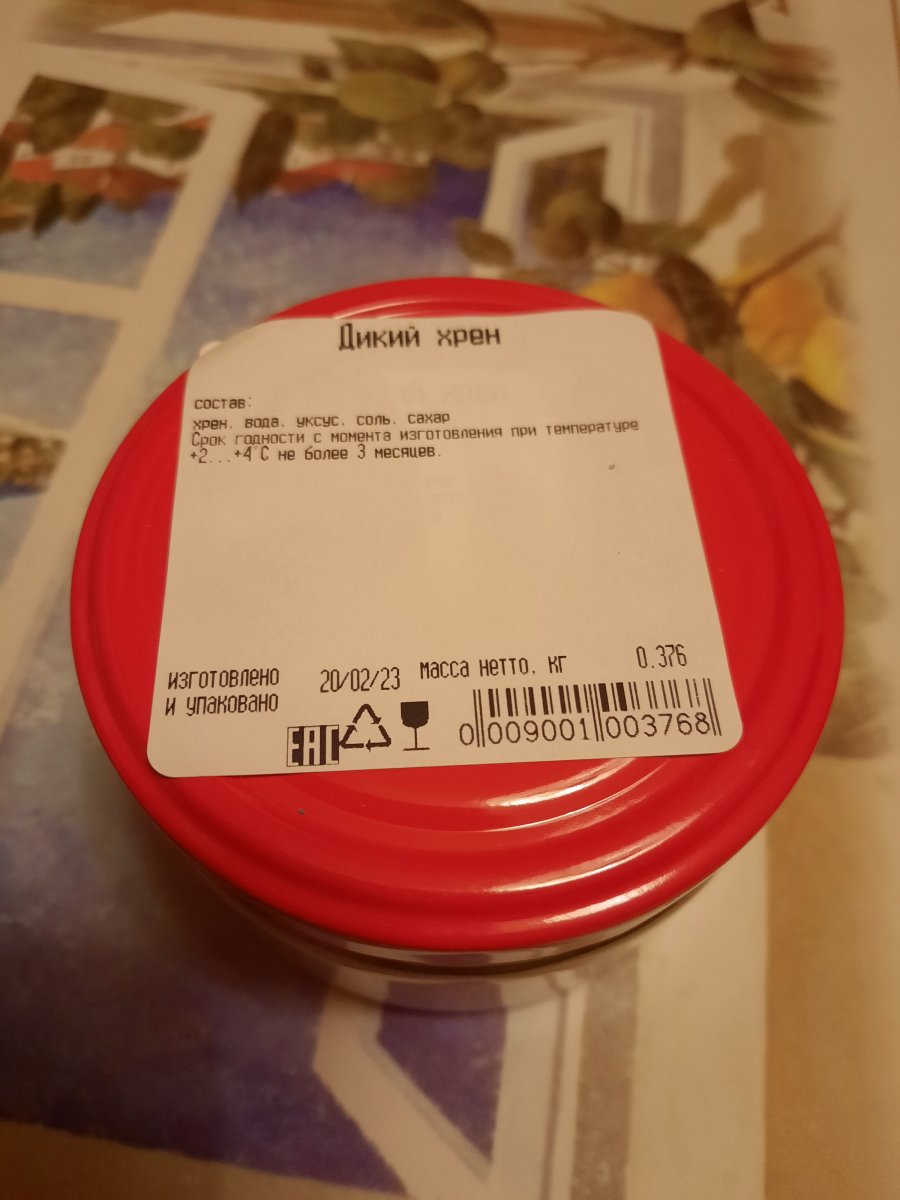 Дикий хрен
состав:
хрен, вода, уксус, соль, сахар
Срок годности с момента изготовления при температуре
+2...+4°C не более 3 месяцев.
изготовлено
и упаковано
20/02/23
масса нетто, кг
0.376
EAC
0 009001 003768